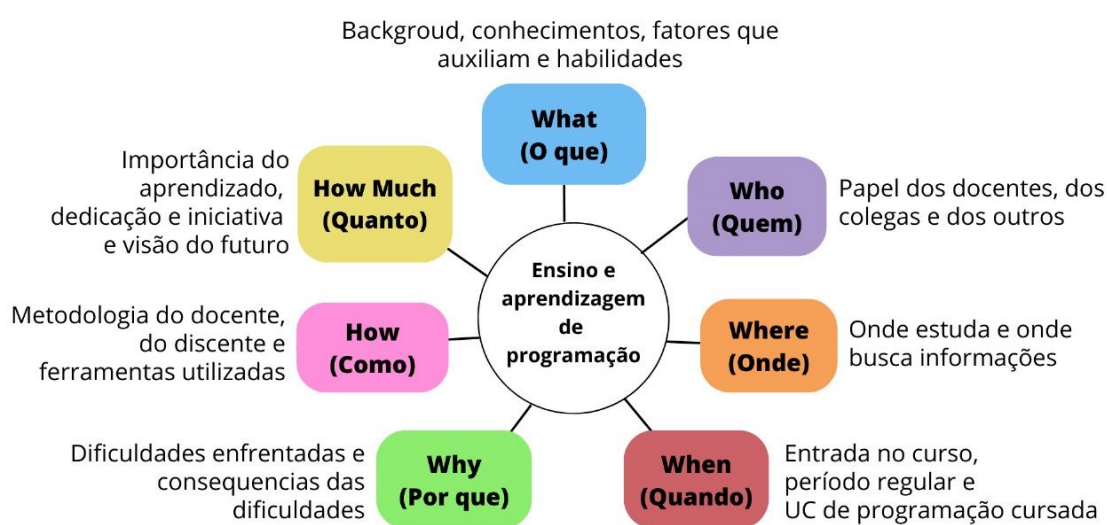 Backgroud, conhecimentos, fatores que
auxiliam e habilidades
What
(O que)
Importância do
aprendizado,
dedicação e iniciativa
e visão do futuro
How Much
(Quanto)
Who
(Quem)
Papel dos docentes, dos
colegas e dos outros
Ensino e
aprendizagem
de
programação
Metodologia do docente,
do discente e
ferramentas utilizadas
How
(Como)
Where
(Onde)
Onde estuda e onde
busca informações
Dificuldades enfrentadas e
consequencias das
dificuldades
Why
(Por que)
When
(Quando)
Entrada no curso,
período regular e
UC de programação cursada